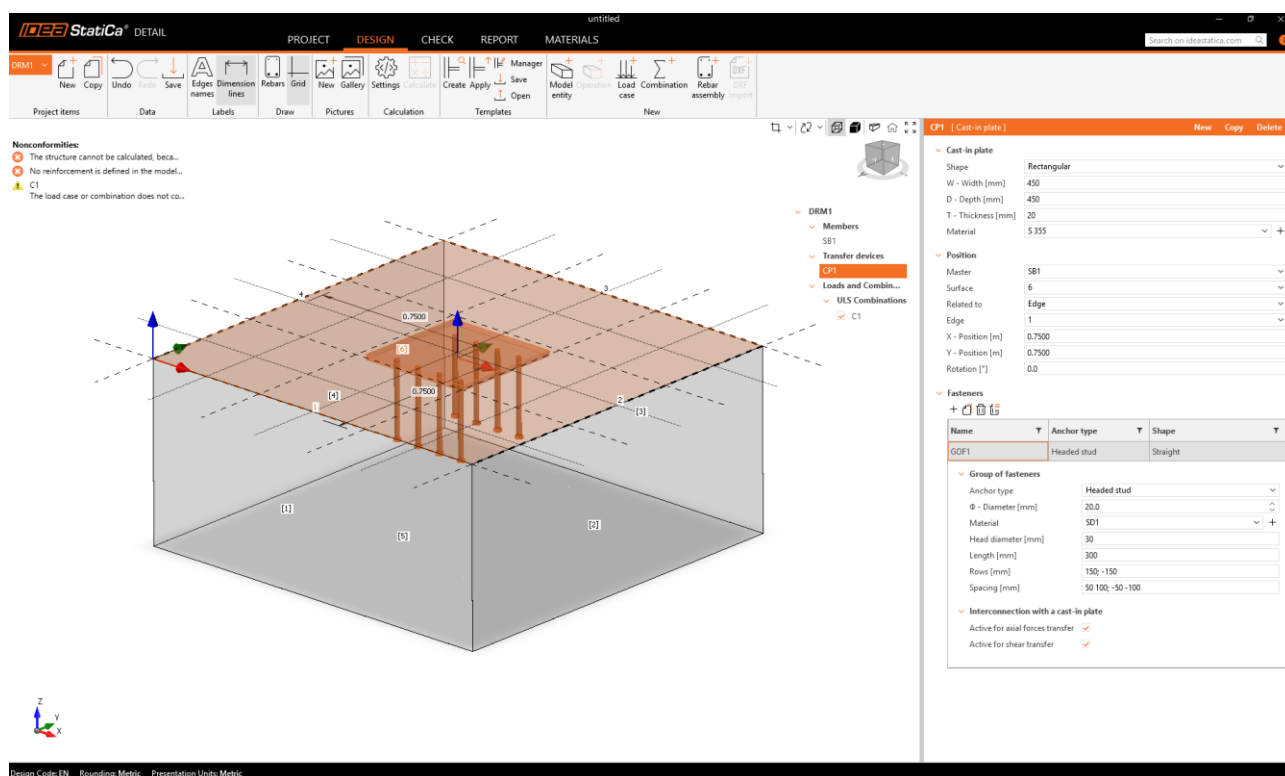 untitled
IDEA StatiCa® DETAIL
PROJECT DESIGN CHECK REPORT MATERIALS
Search on ideastatica.com
DRM1
New Copy Undo Redo Save Edges names Dimension lines Rebars Grid New Gallery Settings Calculate Create Apply Manager Save Open Model entity Operation Load case Combination Rebar assembly DXF Import
Project items Data Labels Draw Pictures Calculation Templates New
Nonconformities:
The structure cannot be calculated, beca...
No reinforcement is defined in the model...
C1
The load case or combination does not co...
DRM1
Members
SB1
Transfer devices
CP1
Loads and Combin...
ULS Combinations
C1
4
3
0.7500
[6]
0.7500
[4]
1
2
[3]
[1]
[5]
[2]
Z
Y
X
CP1 [ Cast-in plate ] New Copy Delete
Cast-in plate
Shape Rectangular
W - Width [mm] 450
D - Depth [mm] 450
T - Thickness [mm] 20
Material S 355
Position
Master SB1
Surface 6
Related to Edge
Edge 1
X - Position [m] 0.7500
Y - Position [m] 0.7500
Rotation [°] 0.0
Fasteners
Name Anchor type Shape
GOF1 Headed stud Straight
Group of fasteners
Anchor type Headed stud
Φ - Diameter [mm] 20.0
Material SD1
Head diameter [mm] 30
Length [mm] 300
Rows [mm] 150; -150
Spacing [mm] 50 100; -50 -100
Interconnection with a cast-in plate
Active for axial forces transfer
Active for shear transfer
Design Code: EN Rounding: Metric Presentation Units: Metric